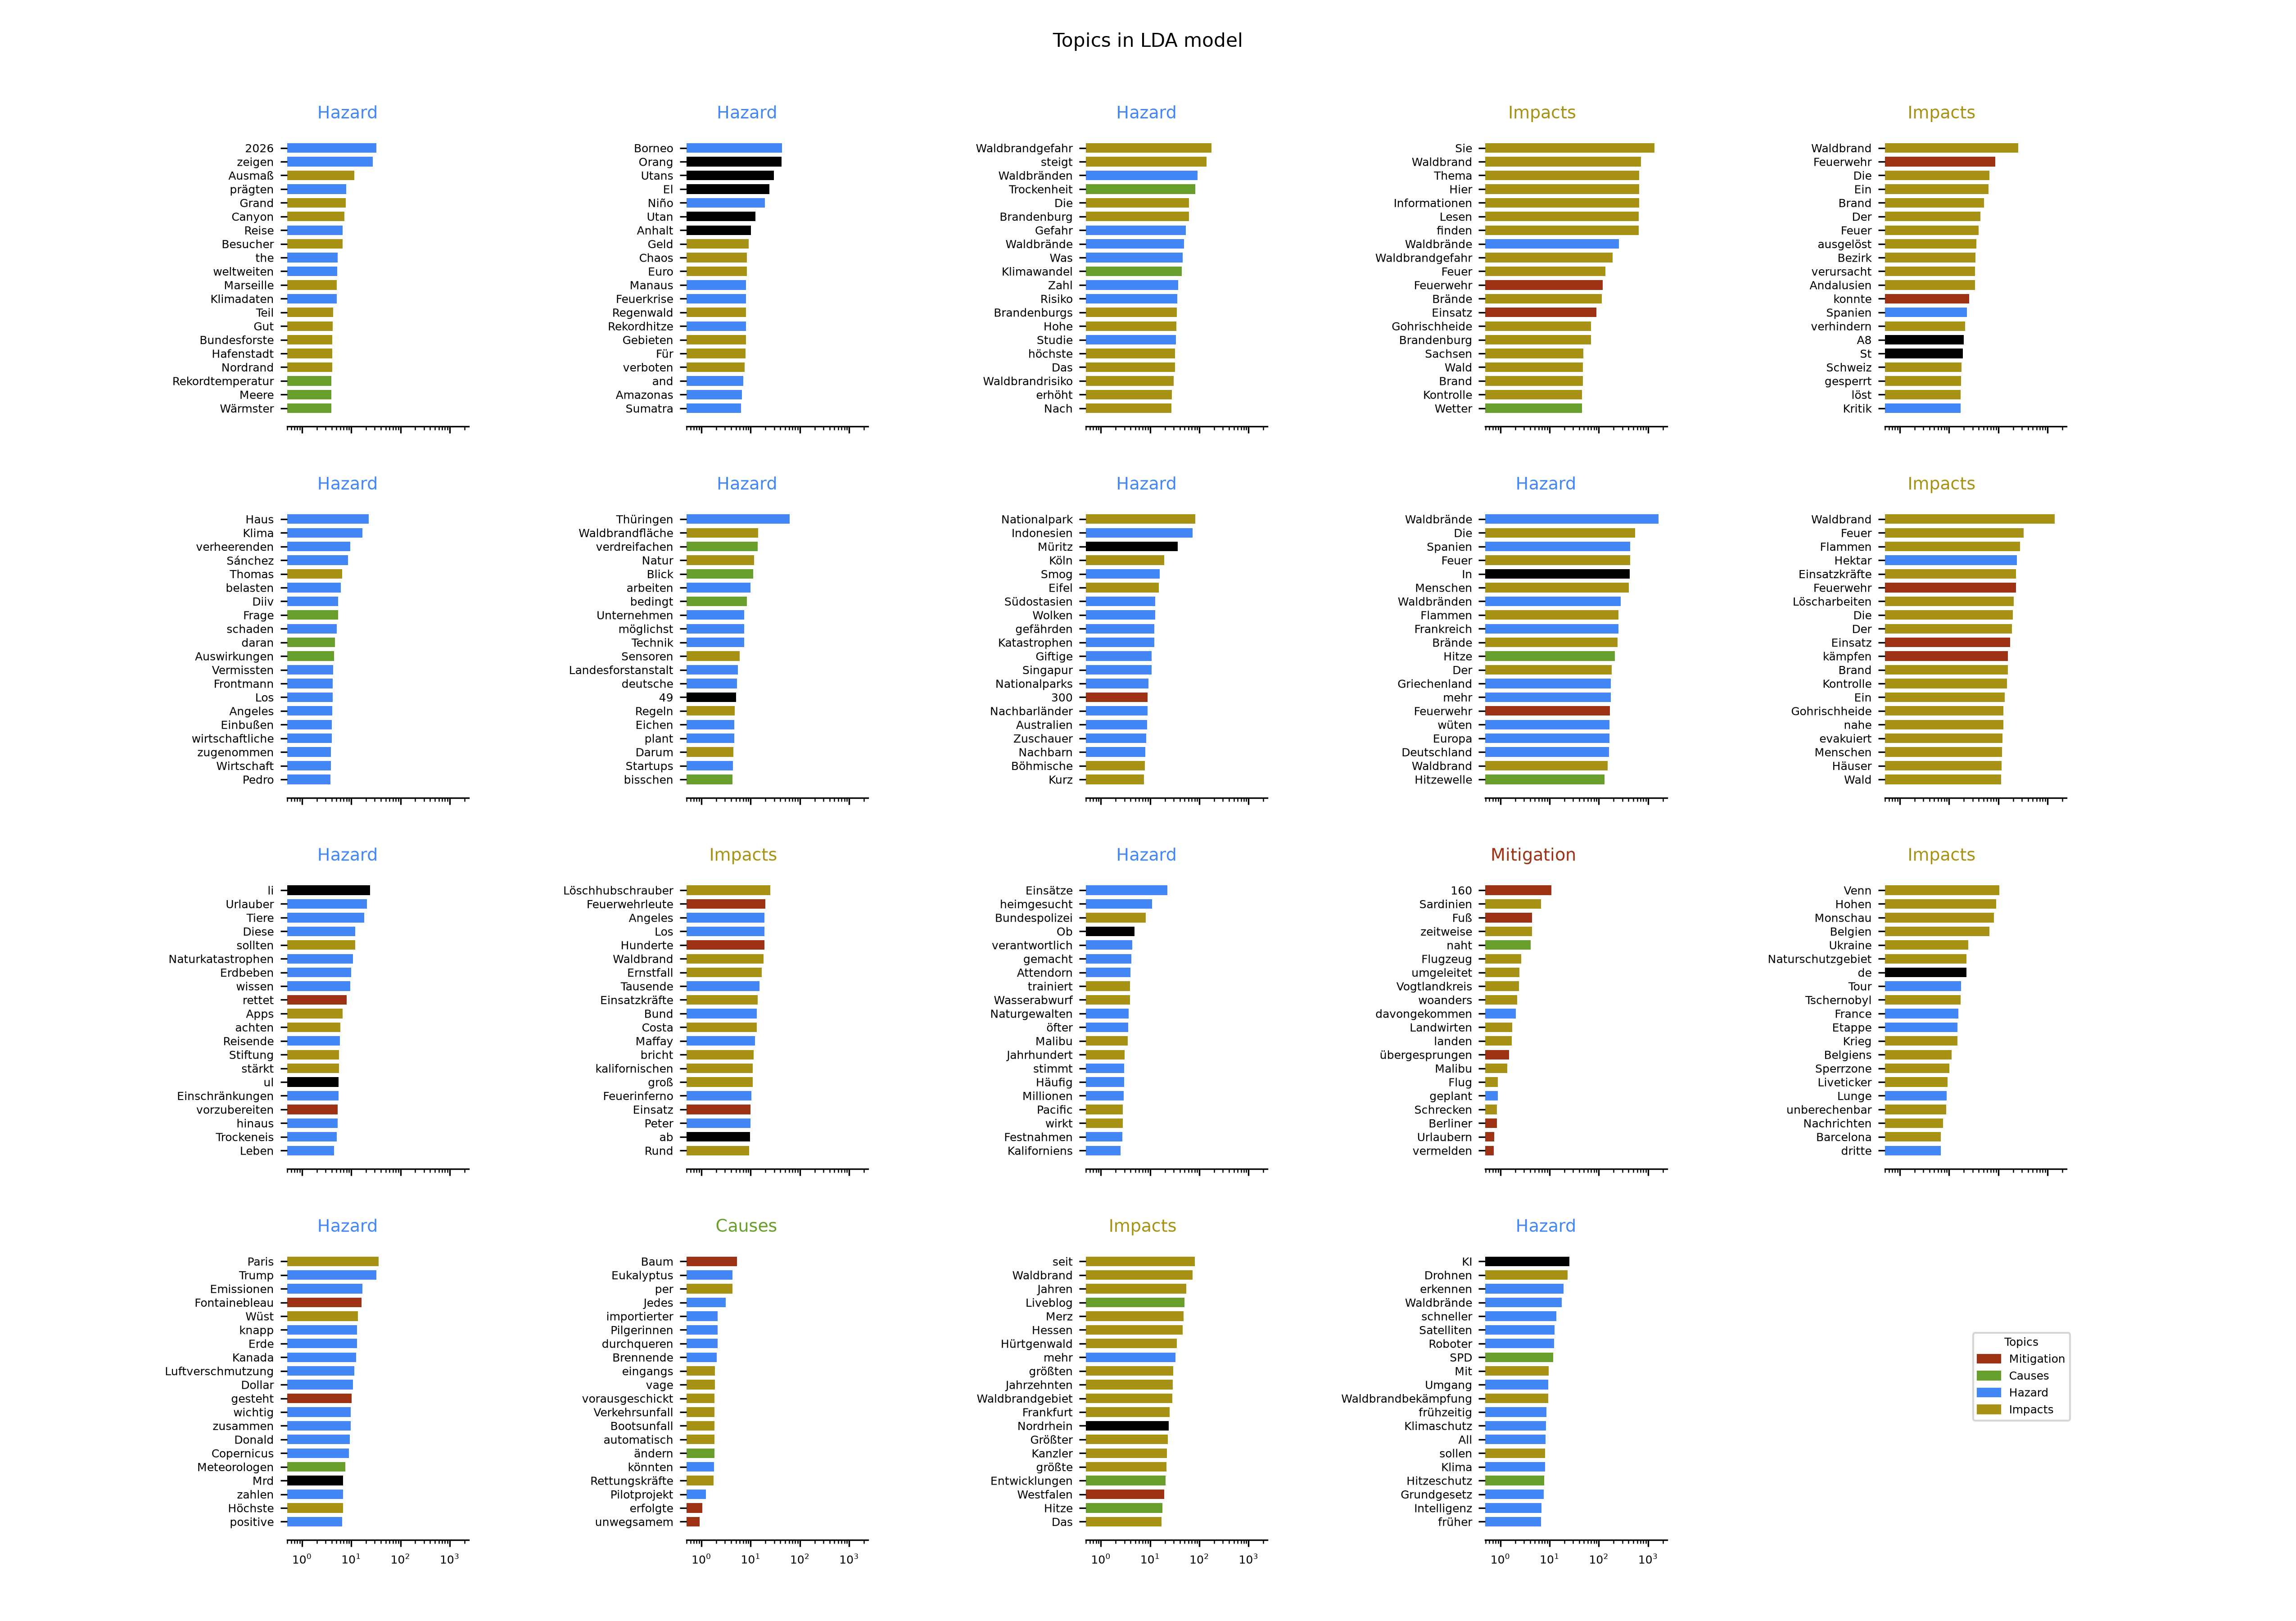 Topics in LDA model
Hazard
2026
zeigen
Ausmaß
prägten
Grand
Canyon
Reise
Besucher
the
weltweiten
Marseille
Klimadaten
Teil
Gut
Bundesforste
Hafenstadt
Nordrand
Rekordtemperatur
Meere
Wärmster
Hazard
Borneo
Orang
Utans
El
Niño
Utan
Anhalt
Geld
Chaos
Euro
Manaus
Feuerkrise
Regenwald
Rekordhitze
Gebieten
Für
verboten
and
Amazonas
Sumatra
Hazard
Waldbrandgefahr
steigt
Waldbränden
Trockenheit
Die
Brandenburg
Gefahr
Waldbrände
Was
Klimawandel
Zahl
Risiko
Brandenburgs
Hohe
Studie
höchste
Das
Waldbrandrisiko
erhöht
Nach
Impacts
Sie
Waldbrand
Thema
Hier
Informationen
Lesen
finden
Waldbrände
Waldbrandgefahr
Feuer
Feuerwehr
Brände
Einsatz
Gohrischheide
Brandenburg
Sachsen
Wald
Brand
Kontrolle
Wetter
Impacts
Waldbrand
Feuerwehr
Die
Ein
Brand
Der
Feuer
ausgelöst
Bezirk
verursacht
Andalusien
konnte
Spanien
verhindern
A8
St
Schweiz
gesperrt
löst
Kritik
Hazard
Haus
Klima
verheerenden
Sánchez
Thomas
belasten
Diiv
Frage
schaden
daran
Auswirkungen
Vermissten
Frontmann
Los
Angeles
Einbußen
wirtschaftliche
zugenommen
Wirtschaft
Pedro
Hazard
Thüringen
Waldbrandfläche
verdreifachen
Natur
Blick
arbeiten
bedingt
Unternehmen
möglichst
Technik
Sensoren
Landesforstanstalt
deutsche
49
Regeln
Eichen
plant
Darum
Startups
bisschen
Hazard
Nationalpark
Indonesien
Müritz
Köln
Smog
Eifel
Südostasien
Wolken
gefährden
Katastrophen
Giftige
Singapur
Nationalparks
300
Nachbarländer
Australien
Zuschauer
Nachbarn
Böhmische
Kurz
Hazard
Waldbrände
Die
Spanien
Feuer
In
Menschen
Waldbränden
Flammen
Frankreich
Brände
Hitze
Der
Griechenland
mehr
Feuerwehr
wüten
Europa
Deutschland
Waldbrand
Hitzewelle
Impacts
Waldbrand
Feuer
Flammen
Hektar
Einsatzkräfte
Feuerwehr
Löscharbeiten
Die
Der
Einsatz
kämpfen
Brand
Kontrolle
Ein
Gohrischheide
nahe
evakuiert
Menschen
Häuser
Wald
Hazard
li
Urlauber
Tiere
Diese
sollten
Naturkatastrophen
Erdbeben
wissen
rettet
Apps
achten
Reisende
Stiftung
stärkt
ul
Einschränkungen
vorzubereiten
hinaus
Trockeneis
Leben
Impacts
Löschhubschrauber
Feuerwehrleute
Angeles
Los
Hunderte
Waldbrand
Ernstfall
Tausende
Einsatzkräfte
Bund
Costa
Maffay
bricht
kalifornischen
groß
Feuerinferno
Einsatz
Peter
ab
Rund
Hazard
Einsätze
heimgesucht
Bundespolizei
Ob
verantwortlich
gemacht
Attendorn
trainiert
Wasserabwurf
Naturgewalten
öfter
Malibu
Jahrhundert
stimmt
Häufig
Millionen
Pacific
wirkt
Festnahmen
Kaliforniens
Mitigation
160
Sardinien
Fuß
zeitweise
naht
Flugzeug
umgeleitet
Vogtlandkreis
woanders
davongekommen
Landwirten
landen
übergesprungen
Malibu
Flug
geplant
Schrecken
Berliner
Urlaubern
vermelden
Impacts
Venn
Hohen
Monschau
Belgien
Ukraine
Naturschutzgebiet
de
Tour
Tschernobyl
France
Etappe
Krieg
Belgiens
Sperrzone
Liveticker
Lunge
unberechenbar
Nachrichten
Barcelona
dritte
Hazard
Paris
Trump
Emissionen
Fontainebleau
Wüst
knapp
Erde
Kanada
Luftverschmutzung
Dollar
gesteht
wichtig
zusammen
Donald
Copernicus
Meteorologen
Mrd
zahlen
Höchste
positive
10⁰ 10¹ 10² 10³
Causes
Baum
Eukalyptus
per
Jedes
importierter
Pilgerinnen
durchqueren
Brennende
eingangs
vage
vorausgeschickt
Verkehrsunfall
Bootsunfall
automatisch
ändern
könnten
Rettungskräfte
Pilotprojekt
erfolgte
unwegsamem
10⁰ 10¹ 10² 10³
Impacts
seit
Waldbrand
Jahren
Liveblog
Merz
Hessen
Hürtgenwald
mehr
größten
Jahrzehnten
Waldbrandgebiet
Frankfurt
Nordrhein
Größter
Kanzler
größte
Entwicklungen
Westfalen
Hitze
Das
10⁰ 10¹ 10² 10³
Hazard
KI
Drohnen
erkennen
Waldbrände
schneller
Satelliten
Roboter
SPD
Mit
Umgang
Waldbrandbekämpfung
frühzeitig
Klimaschutz
All
sollen
Klima
Hitzeschutz
Grundgesetz
Intelligenz
früher
10⁰ 10¹ 10² 10³
Topics
Mitigation
Causes
Hazard
Impacts